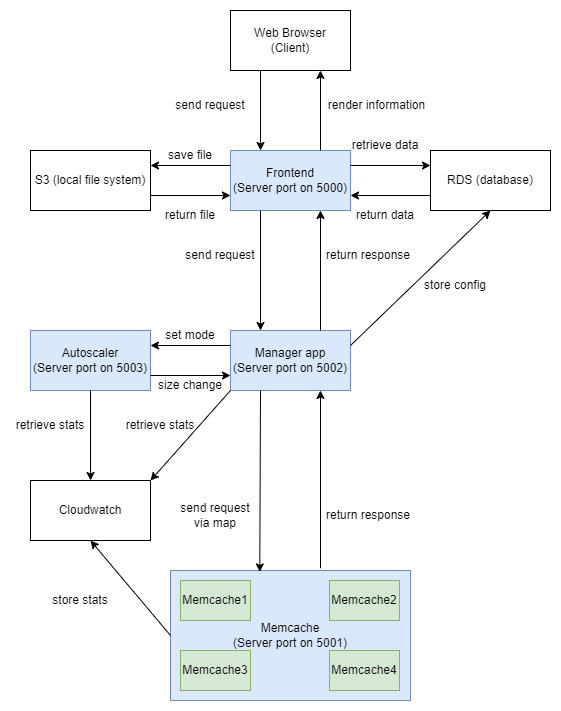 Web Browser
(Client)
send request
render information
save file
retrieve data
S3 (local file system)
Frontend
(Server port on 5000)
RDS (database)
return file
return data
send request
return response
store config
set mode
Autoscaler
(Server port on 5003)
Manager app
(Server port on 5002)
size change
retrieve stats
retrieve stats
Cloudwatch
send request
via map
return response
store stats
Memcache1
Memcache2
Memcache
(Server port on 5001)
Memcache3
Memcache4